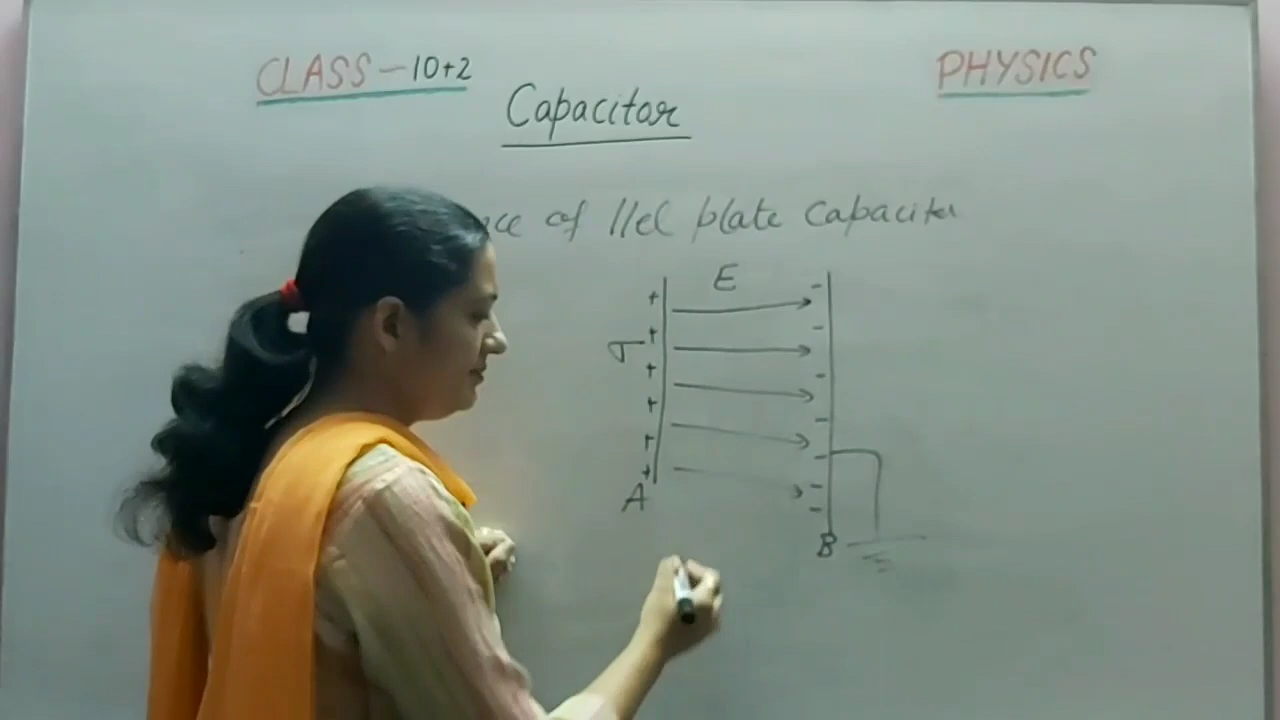 CLASS-10+2
PHYSICS
Capacitor
of llel plate Capacitor
E
+ + + + + +
- - - - - - -
σ
A
B